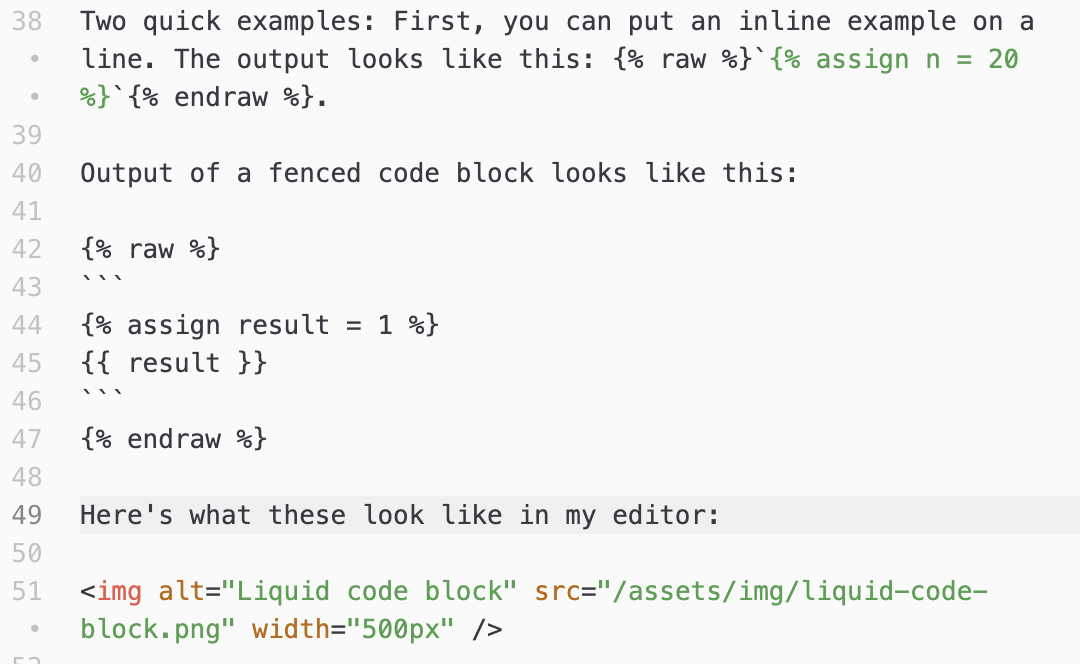 38 Two quick examples: First, you can put an inline example on a
• line. The output looks like this: {% raw %}`{% assign n = 20
• %}`{% endraw %}.
39
40 Output of a fenced code block looks like this:
41
42 {% raw %}
43 ```
44 {% assign result = 1 %}
45 {{ result }}
46 ```
47 {% endraw %}
48
49 Here's what these look like in my editor:
50
51 <img alt="Liquid code block" src="/assets/img/liquid-code-
• block.png" width="500px" />
52